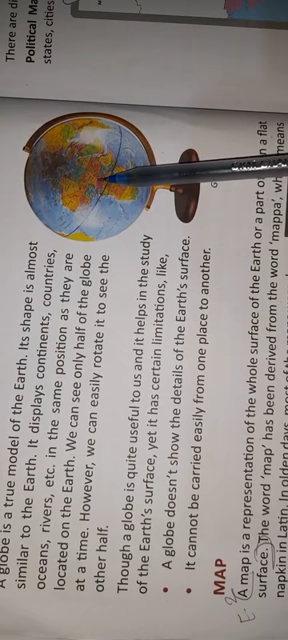 There are di
Political Ma
states, cities
A globe is a true model of the Earth. Its shape is almost
similar to the Earth. It displays continents, countries,
oceans, rivers, etc. in the same position as they are
located on the Earth. We can see only half of the globe
at a time. However, we can easily rotate it to see the
other half.
Though a globe is quite useful to us and it helps in the study
of the Earth's surface, yet it has certain limitations, like,
• A globe doesn't show the details of the Earth's surface.
• It cannot be carried easily from one place to another.
MAP
A map is a representation of the whole surface of the Earth or a part o n a flat
surface. The word 'map' has been derived from the word 'mappa', wh means
napkin in Latin. In olden days, most of the